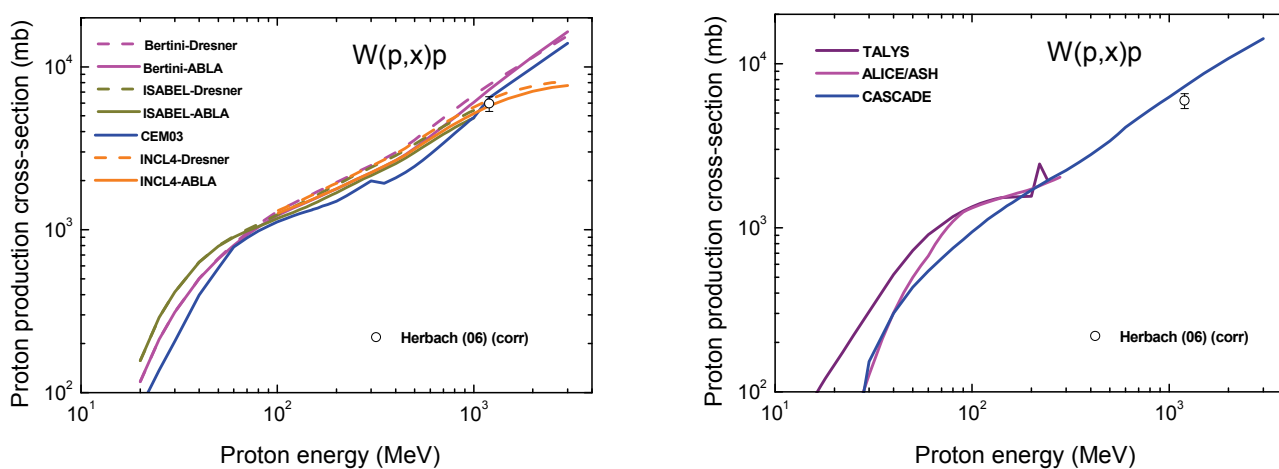 Proton production cross-section (mb)
10^4
10^3
10^2
W(p,x)p
Bertini-Dresner
Bertini-ABLA
ISABEL-Dresner
ISABEL-ABLA
CEM03
INCL4-Dresner
INCL4-ABLA
Herbach (06) (corr)
10^1
10^2
10^3
Proton energy (MeV)
Proton production cross-section (mb)
10^4
10^3
10^2
W(p,x)p
TALYS
ALICE/ASH
CASCADE
Herbach (06) (corr)
10^1
10^2
10^3
Proton energy (MeV)